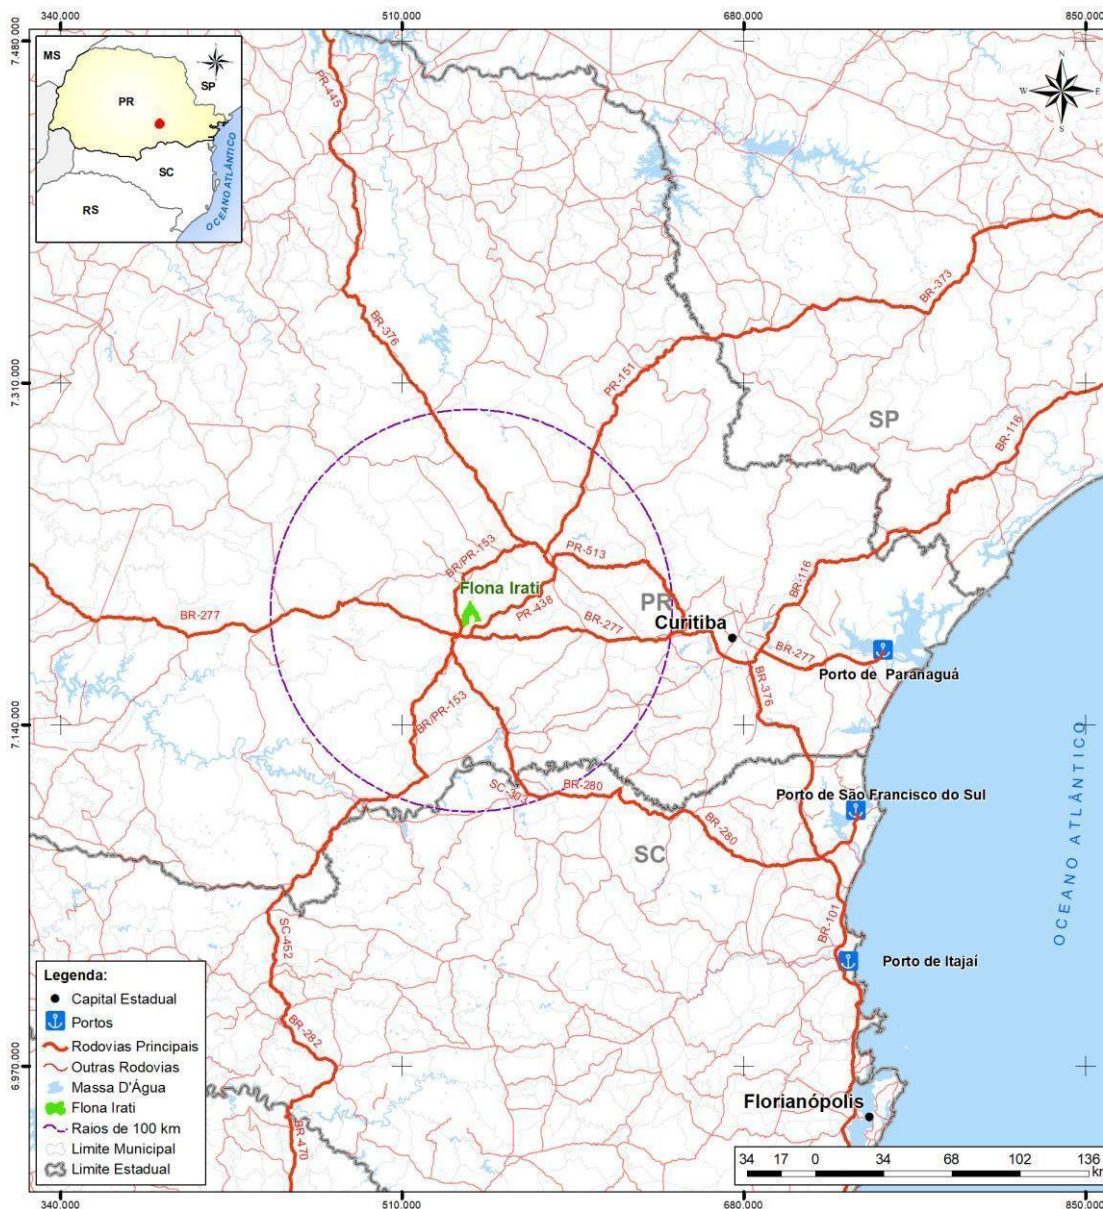 340.000
510.000
680.000
850.000
7.480.000
7.310.000
7.140.000
6.970.000
MS
PR
SP
SC
RS
OCEANO ATLÂNTICO
N
W
E
S
PR-445
BR-376
BR-373
PR-151
SP
BR-116
BR/PR-153
PR-513
Flona Irati
PR-438
BR-277
BR-277
PR
Curitiba
BR-116
BR-277
Porto de Paranaguá
BR-376
BR/PR-153
BR-280
Porto de São Francisco do Sul
BR-280
SC
OCEANO ATLÂNTICO
BR-101
SC-452
Porto de Itajaí
BR-282
Florianópolis
BR-470
Legenda:
Capital Estadual
Portos
Rodovias Principais
Outras Rodovias
Massa D'Água
Flona Irati
Raios de 100 km
Limite Municipal
Limite Estadual
34 17 0 34 68 102 136
km
340.000
510.000
680.000
850.000